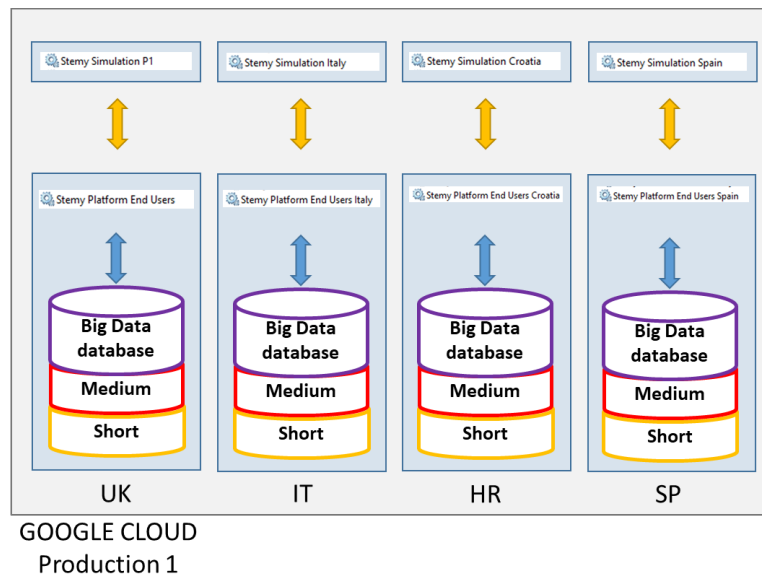 Stemy Simulation P1
Stemy Simulation Italy
Stemy Simulation Croatia
Stemy Simulation Spain
Stemy Platform End Users
Stemy Platform End Users Italy
Stemy Platform End Users Croatia
Stemy Platform End Users Spain
Big Data
database
Medium
Short
Big Data
database
Medium
Short
Big Data
database
Medium
Short
Big Data
database
Medium
Short
UK
IT
HR
SP
GOOGLE CLOUD
Production 1